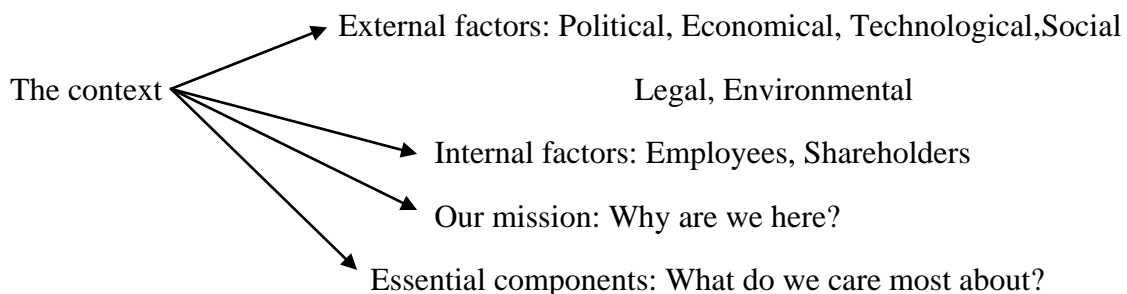 External factors: Political, Economical, Technological,Social
The context
Legal, Environmental
Internal factors: Employees, Shareholders
Our mission: Why are we here?
Essential components: What do we care most about?